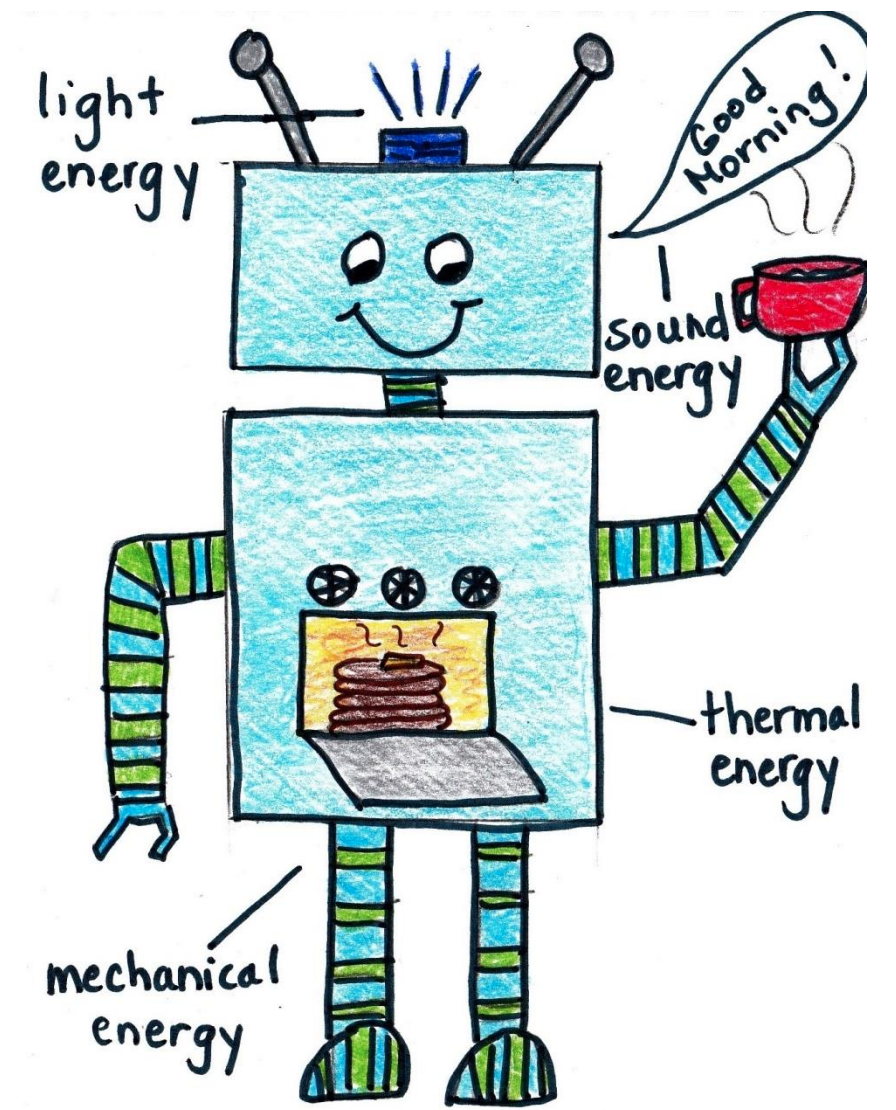 light
energy
Good
Morning!
sound
energy
thermal
energy
mechanical
energy